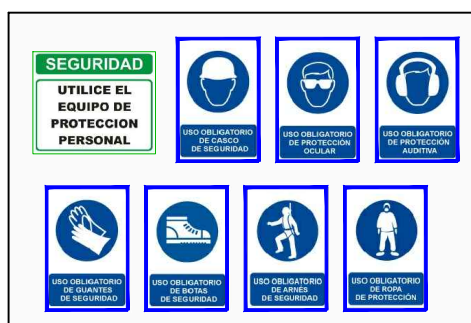 SEGURIDAD
UTILICE EL
EQUIPO DE
PROTECCION
PERSONAL
USO OBLIGATORIO
DE CASCO
DE SEGURIDAD
USO OBLIGATORIO
DE PROTECCIÓN
OCULAR
USO OBLIGATORIO
DE PROTECCIÓN
AUDITIVA
USO OBLIGATORIO
DE GUANTES
DE SEGURIDAD
USO OBLIGATORIO
DE BOTAS
DE SEGURIDAD
USO OBLIGATORIO
DE ARNÉS
DE SEGURIDAD
USO OBLIGATORIO
DE ROPA
DE PROTECCIÓN